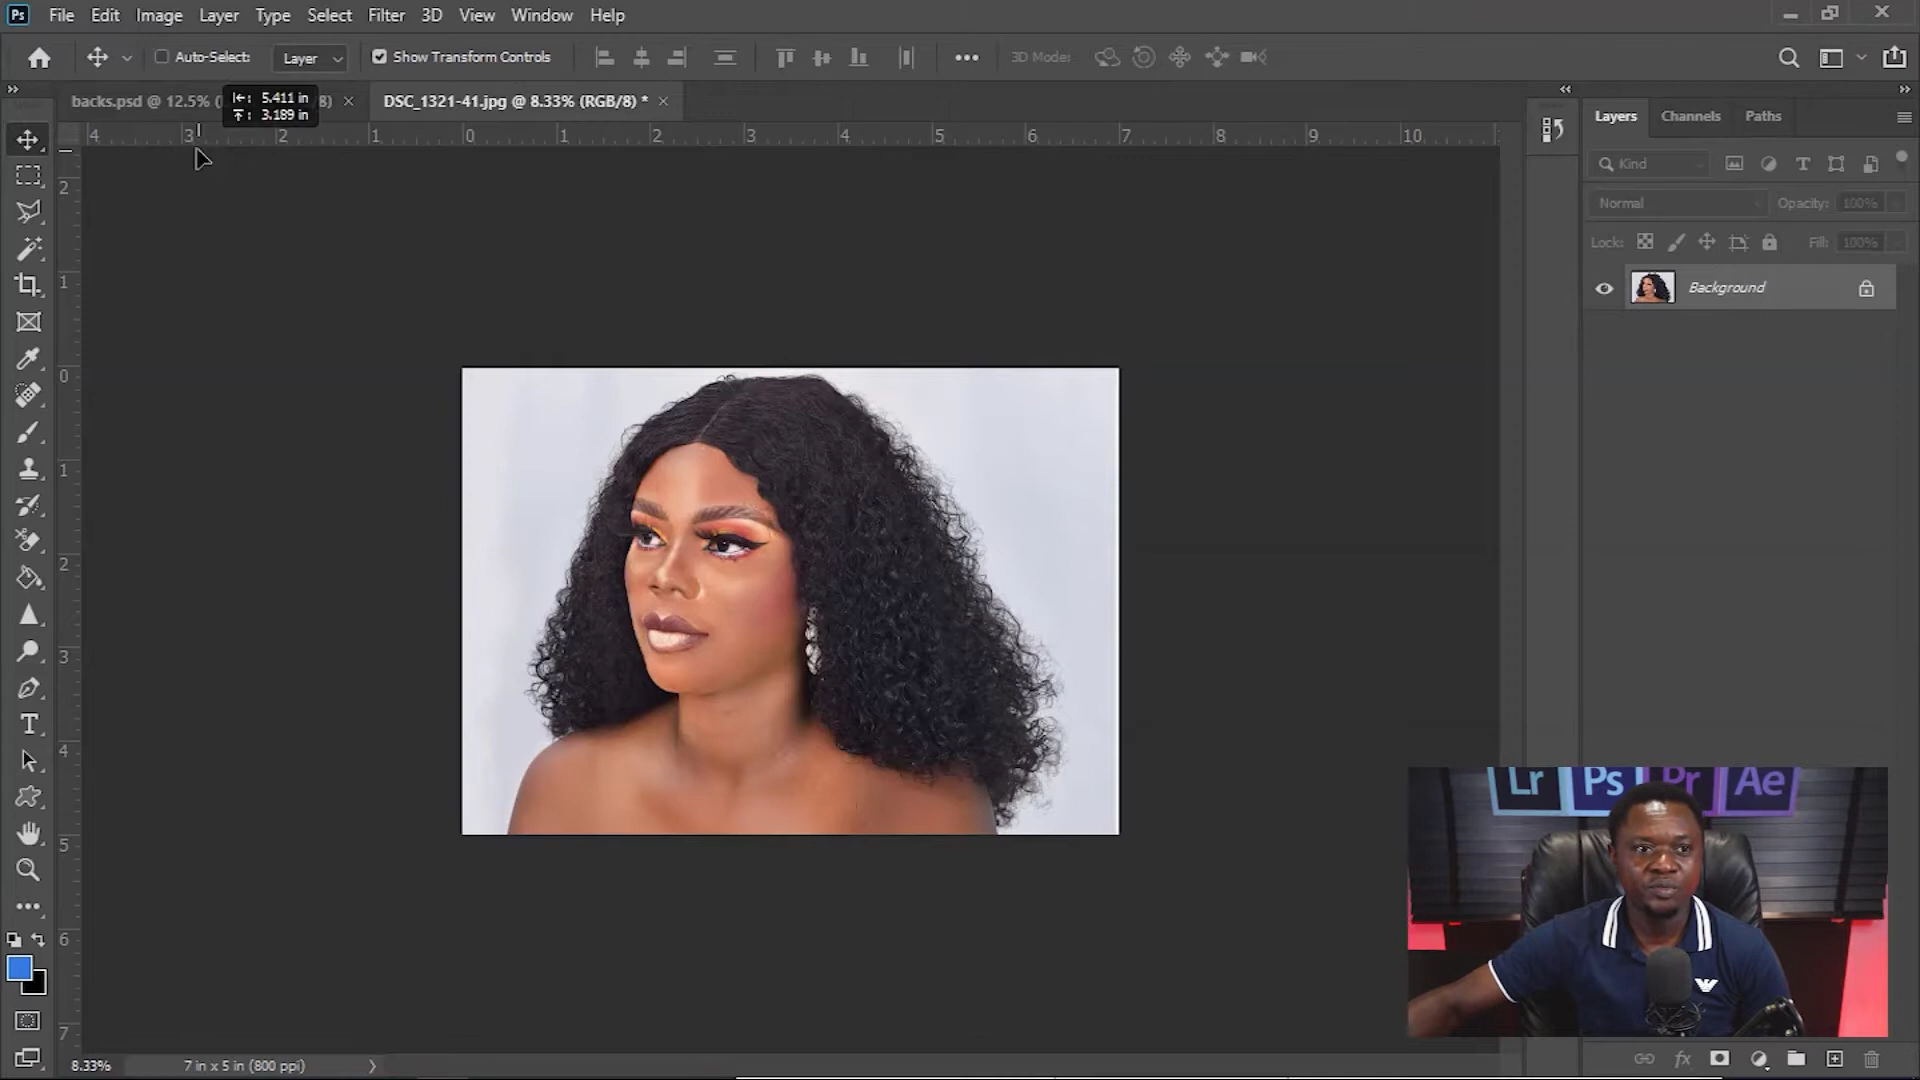 Ps File Edit Image Layer Type Select Filter 3D View Window Help
Auto-Select: Layer Show Transform Controls ••• 3D Mode:
backs.psd @ 12.5% ( /8) × DSC_1321-41.jpg @ 8.33% (RGB/8) * ×
5.411 in
3.189 in
4 3 2 1 0 1 2 3 4 5 6 7 8 9 10
2
1
0
1
2
3
4
5
6
7
Layers Channels Paths
Kind
Normal Opacity: 100%
Lock: Fill: 100%
Background
Lr Ps Pr Ae
8.33% 7 in x 5 in (800 ppi)
fx